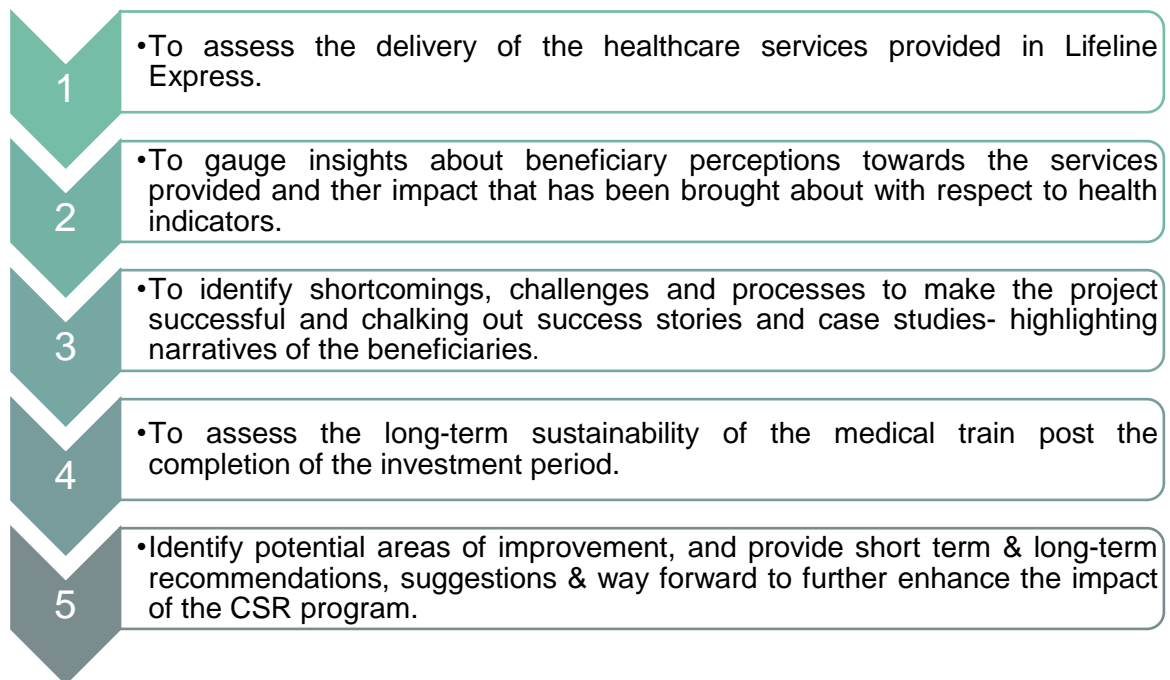 1
•To assess the delivery of the healthcare services provided in Lifeline
Express.
2
•To gauge insights about beneficiary perceptions towards the services
provided and ther impact that has been brought about with respect to health
indicators.
3
•To identify shortcomings, challenges and processes to make the project
successful and chalking out success stories and case studies- highlighting
narratives of the beneficiaries.
4
•To assess the long-term sustainability of the medical train post the
completion of the investment period.
5
•Identify potential areas of improvement, and provide short term & long-term
recommendations, suggestions & way forward to further enhance the impact
of the CSR program.